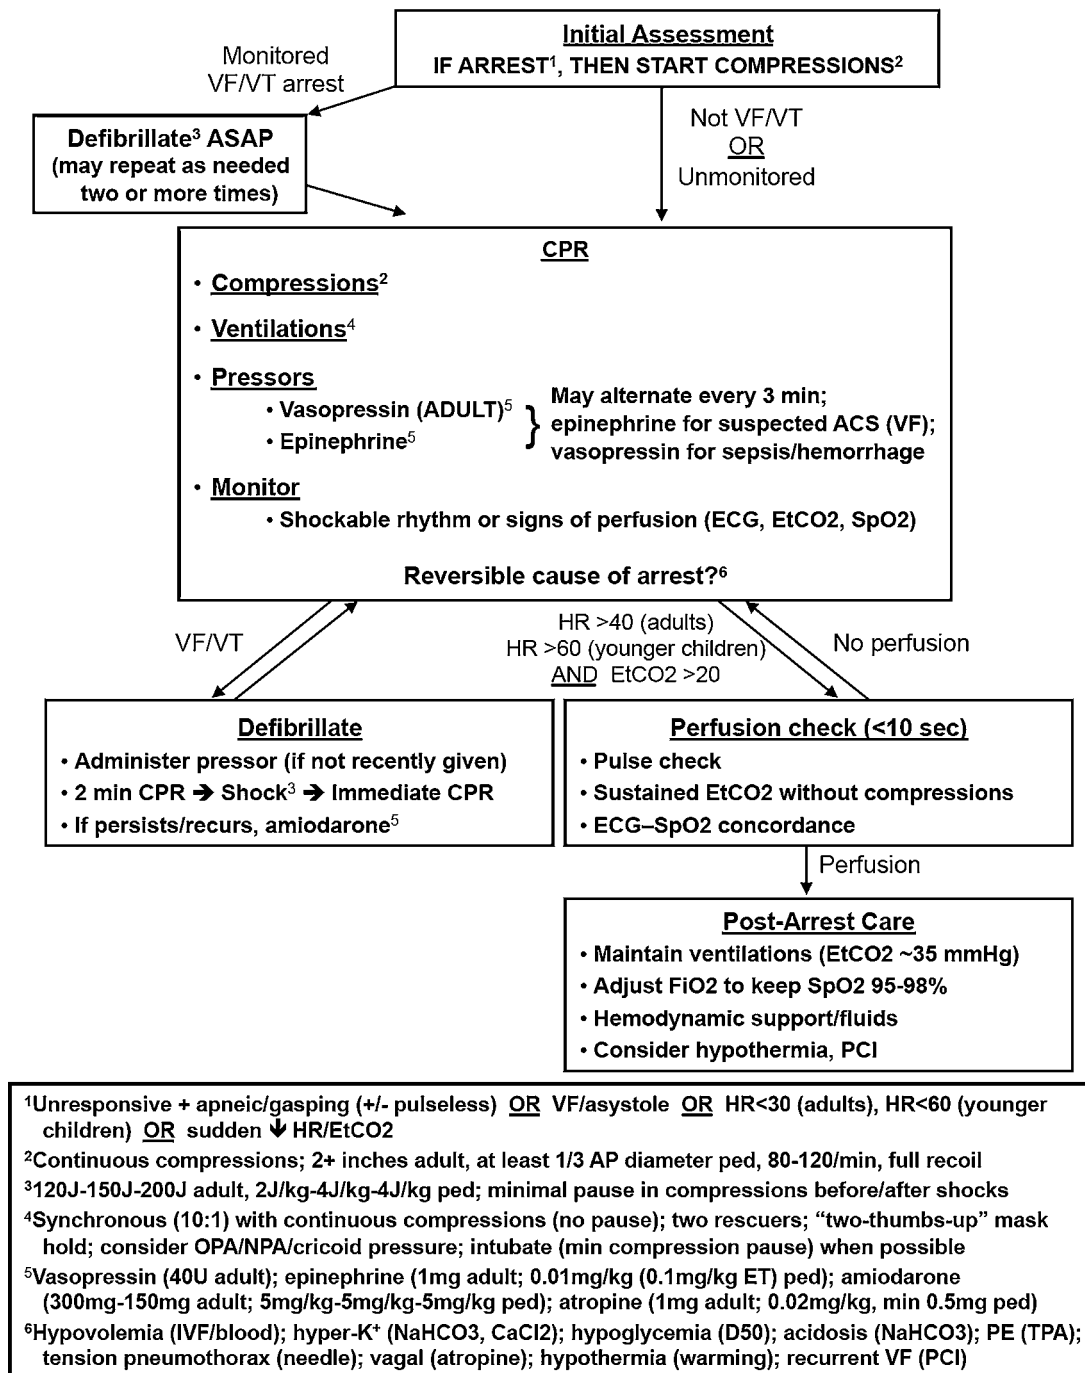 Initial Assessment
IF ARREST¹, THEN START COMPRESSIONS²
Monitored
VF/VT arrest
Defibrillate³ ASAP
(may repeat as needed
two or more times)
Not VF/VT
OR
Unmonitored
CPR
• Compressions²
• Ventilations⁴
• Pressors
• Vasopressin (ADULT)⁵
• Epinephrine⁵
} May alternate every 3 min;
epinephrine for suspected ACS (VF);
vasopressin for sepsis/hemorrhage
• Monitor
• Shockable rhythm or signs of perfusion (ECG, EtCO2, SpO2)
Reversible cause of arrest?⁶
VF/VT
HR >40 (adults)
HR >60 (younger children)
AND EtCO2 >20
No perfusion
Defibrillate
• Administer pressor (if not recently given)
• 2 min CPR ➔ Shock³ ➔ Immediate CPR
• If persists/recurs, amiodarone⁵
Perfusion check (<10 sec)
• Pulse check
• Sustained EtCO2 without compressions
• ECG–SpO2 concordance
Perfusion
Post-Arrest Care
• Maintain ventilations (EtCO2 ~35 mmHg)
• Adjust FiO2 to keep SpO2 95-98%
• Hemodynamic support/fluids
• Consider hypothermia, PCI
¹Unresponsive + apneic/gasping (+/- pulseless) OR VF/asystole OR HR<30 (adults), HR<60 (younger
children) OR sudden 🡫 HR/EtCO2
²Continuous compressions; 2+ inches adult, at least 1/3 AP diameter ped, 80-120/min, full recoil
³120J-150J-200J adult, 2J/kg-4J/kg-4J/kg ped; minimal pause in compressions before/after shocks
⁴Synchronous (10:1) with continuous compressions (no pause); two rescuers; “two-thumbs-up” mask
hold; consider OPA/NPA/cricoid pressure; intubate (min compression pause) when possible
⁵Vasopressin (40U adult); epinephrine (1mg adult; 0.01mg/kg (0.1mg/kg ET) ped); amiodarone
(300mg-150mg adult; 5mg/kg-5mg/kg-5mg/kg ped); atropine (1mg adult; 0.02mg/kg, min 0.5mg ped)
⁶Hypovolemia (IVF/blood); hyper-K⁺ (NaHCO3, CaCl2); hypoglycemia (D50); acidosis (NaHCO3); PE (TPA);
tension pneumothorax (needle); vagal (atropine); hypothermia (warming); recurrent VF (PCI)